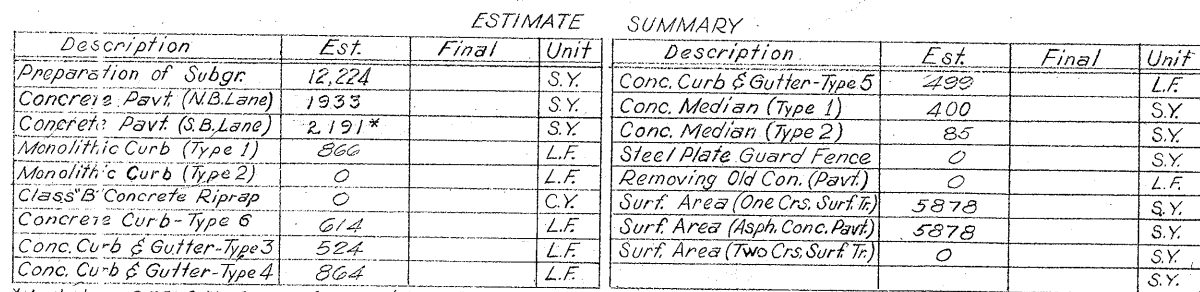 ESTIMATE SUMMARY
Description Est. Final Unit
Preparation of Subgr. 12,224 S.Y.
Concrete Pavt. (N.B. Lane) 1933 S.Y.
Concrete Pavt. (S.B. Lane) 2191* S.Y.
Monolithic Curb (Type 1) 866 L.F.
Monolithic Curb (Type 2) 0 L.F.
Class "B" Concrete Riprap 0 C.Y.
Concrete Curb-Type 6 614 L.F.
Conc. Curb & Gutter-Type 3 524 L.F.
Conc. Curb & Gutter-Type 4 864 L.F.
Description Est. Final Unit
Conc. Curb & Gutter-Type 5 499 L.F.
Conc. Median (Type 1) 400 S.Y.
Conc. Median (Type 2) 85 S.Y.
Steel Plate Guard Fence 0 S.Y.
Removing Old Con. (Pavt.) 0 L.F.
Surf. Area (One Crs. Surf. Tr.) 5878 S.Y.
Surf. Area (Asph. Conc. Pavt.) 5878 S.Y.
Surf. Area (Two Crs. Surf. Tr.) 0 S.Y.
S.Y.